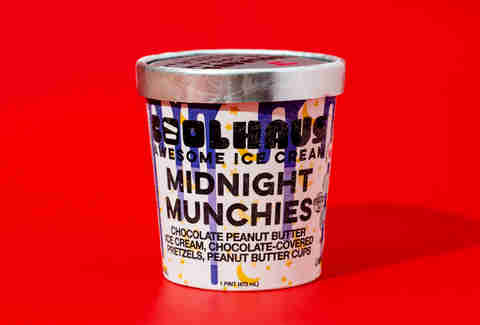 COOLHAUS
AWESOME ICE CREAM
MIDNIGHT
MUNCHIES
CHOCOLATE PEANUT BUTTER
ICE CREAM, CHOCOLATE-COVERED
PRETZELS, PEANUT BUTTER CUPS
1 PINT (473 mL)